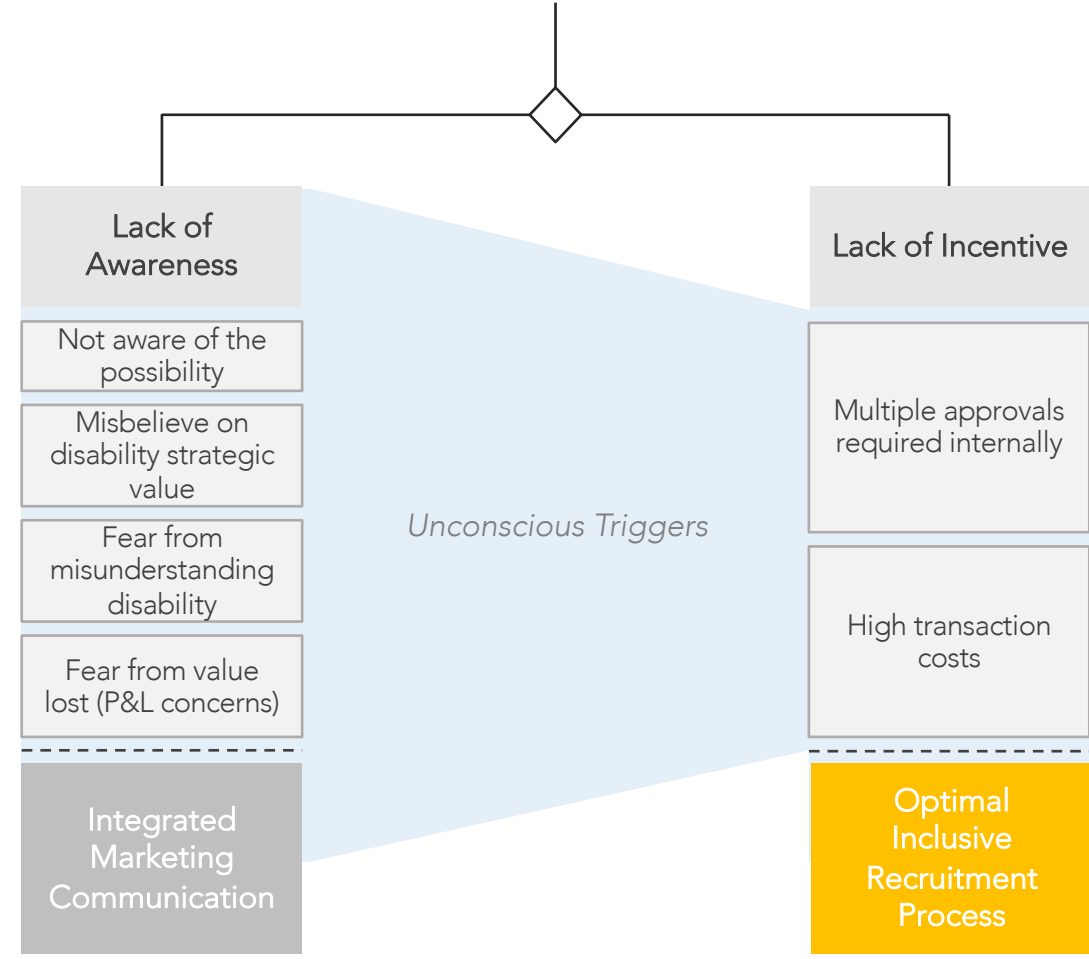 Lack of
Awareness
Not aware of the
possibility
Misbelieve on
disability strategic
value
Fear from
misunderstanding
disability
Fear from value
lost (P&L concerns)
Integrated
Marketing
Communication
Unconscious Triggers
Lack of Incentive
Multiple approvals
required internally
High transaction
costs
Optimal
Inclusive
Recruitment
Process